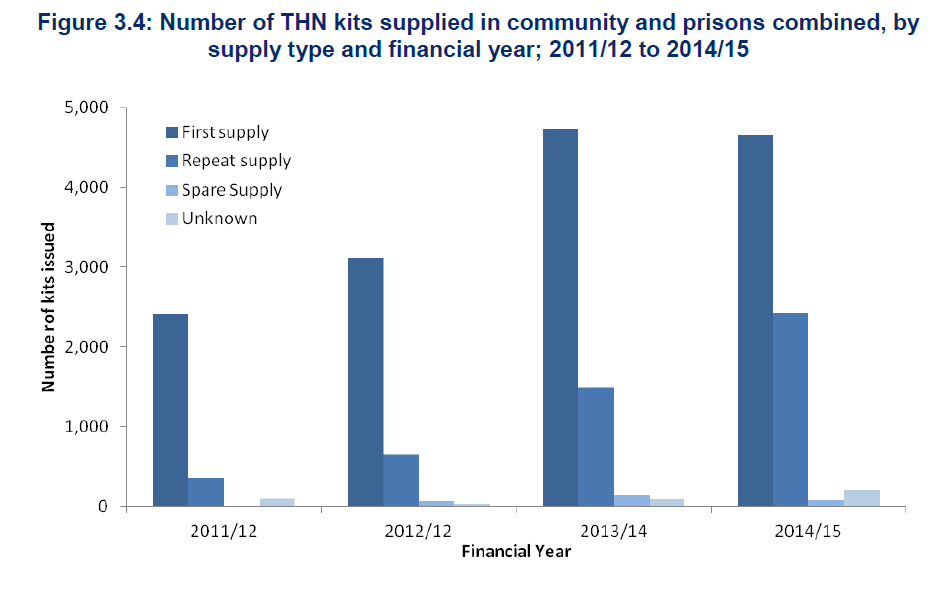 Figure 3.4: Number of THN kits supplied in community and prisons combined, by
supply type and financial year; 2011/12 to 2014/15
5,000
4,000
3,000
2,000
1,000
0
Numbe rof kits issued
First supply
Repeat supply
Spare Supply
Unknown
2011/12
2012/12
2013/14
2014/15
Financial Year